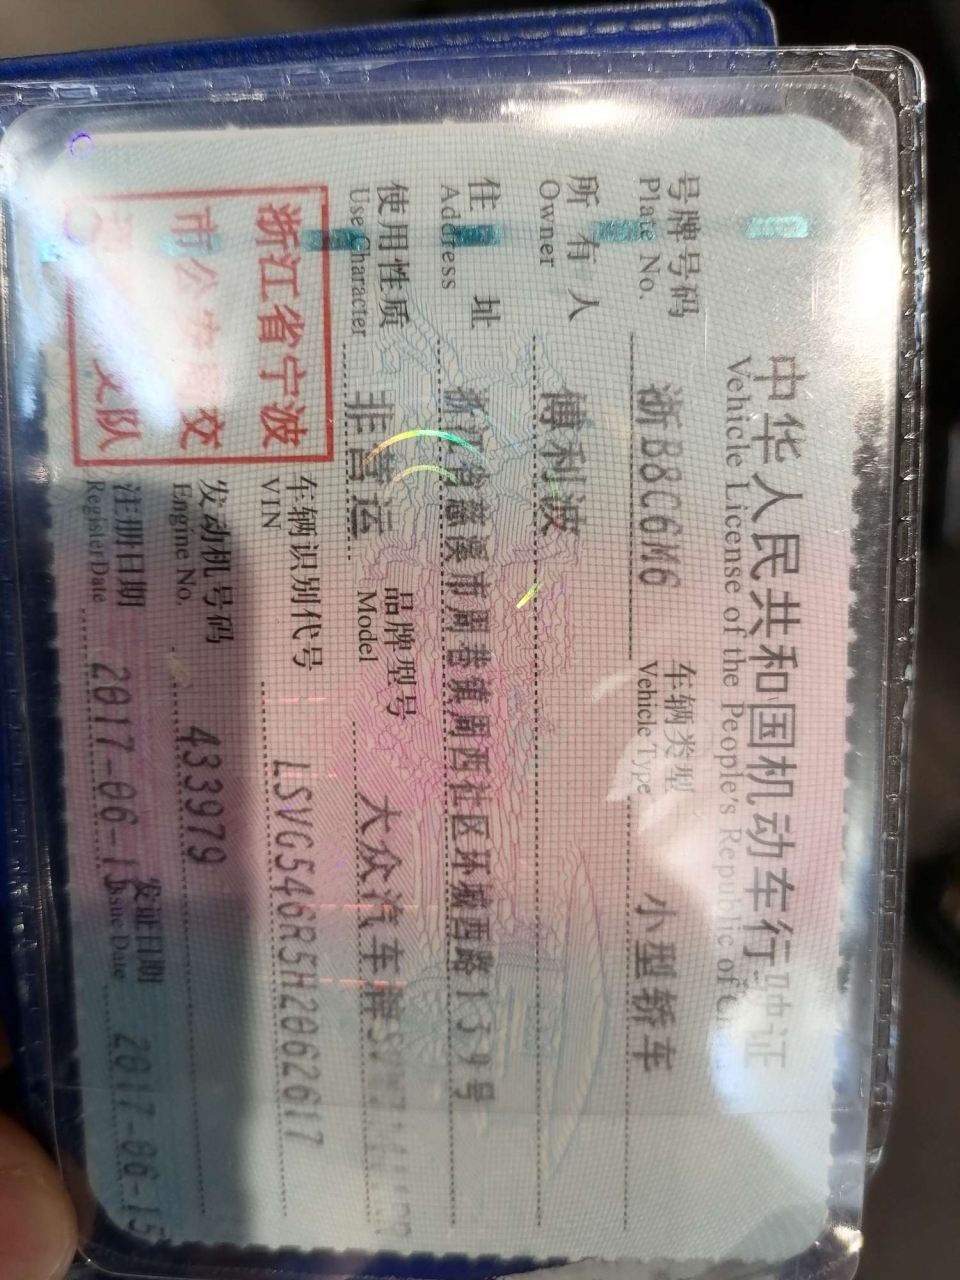 中华人民共和国机动车行驶证
Vehicle License of the People's Republic of
号牌号码 浙B8C6M6 车辆类型 小型轿车
Plate No. Vehicle Type
所有人 傅利波
Owner
住址 浙江省慈溪市周巷镇周西社区环城西路139号
Address
使用性质 非营运 品牌型号 大众汽车牌
Use Character Model
浙江省宁波
市公安局交
队
车辆识别代号 LSVG546R5H2062617
VIN
发动机号码 433979
Engine No.
注册日期 2017-06-15 发证日期 2017-06-15
Register Date Issue Date